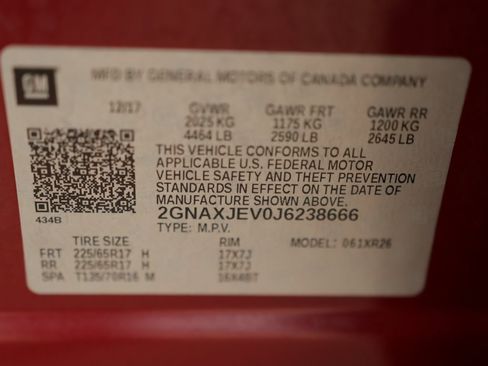 GM
MFD BY GENERAL MOTORS OF CANADA COMPANY
12/17 GVWR GAWR FRT GAWR RR
2025 KG 1175 KG 1200 KG
4464 LB 2590 LB 2645 LB
THIS VEHICLE CONFORMS TO ALL
APPLICABLE U.S. FEDERAL MOTOR
VEHICLE SAFETY AND THEFT PREVENTION
STANDARDS IN EFFECT ON THE DATE OF
MANUFACTURE SHOWN ABOVE.
434B
2GNAXJEV0J6238666
TYPE: M.P.V.
TIRE SIZE RIM MODEL: 061XR26
FRT 225/65R17 H 17X7J
RR 225/65R17 H 17X7J
SPA T135/70R16 M 16X4BT